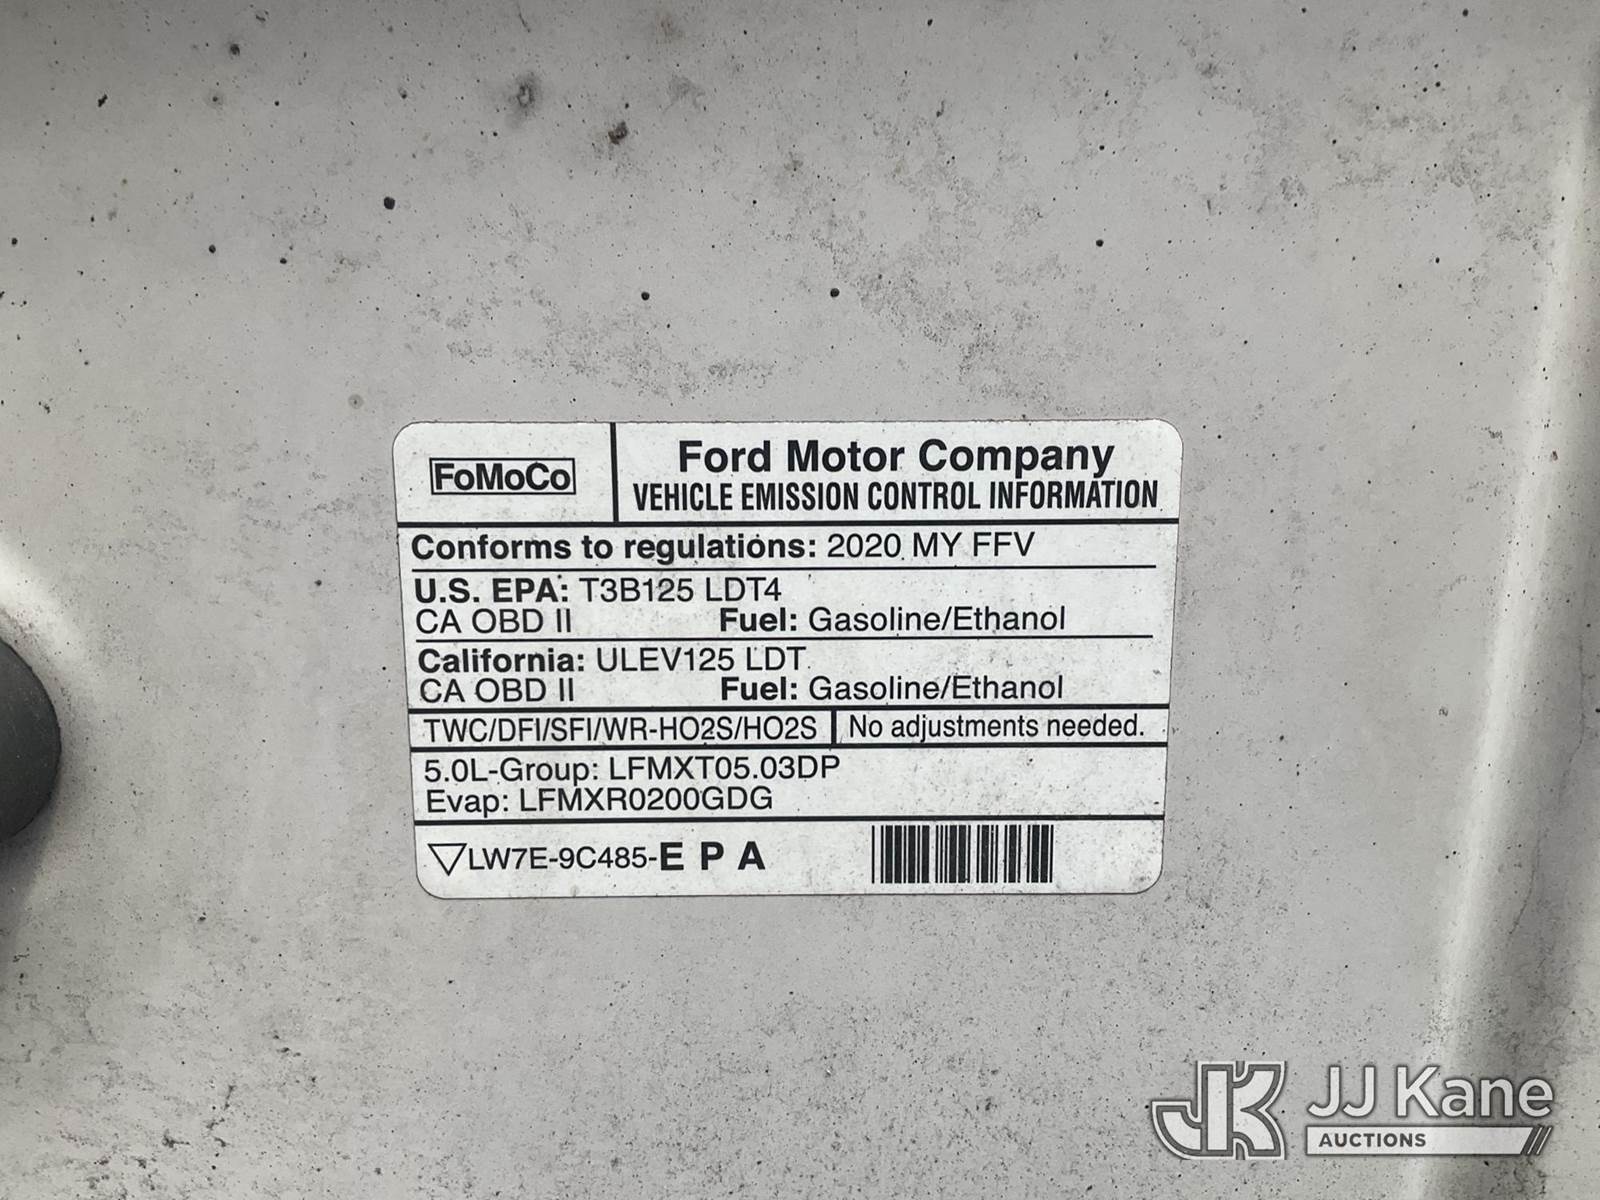 FoMoCo
Ford Motor Company
VEHICLE EMISSION CONTROL INFORMATION
Conforms to regulations: 2020 MY FFV
U.S. EPA: T3B125 LDT4
CA OBD II Fuel: Gasoline/Ethanol
California: ULEV125 LDT
CA OBD II Fuel: Gasoline/Ethanol
TWC/DFI/SFI/WR-HO2S/HO2S No adjustments needed.
5.0L-Group: LFMXT05.03DP
Evap: LFMXR0200GDG
LW7E-9C485-E P A
JK JJ Kane
AUCTIONS